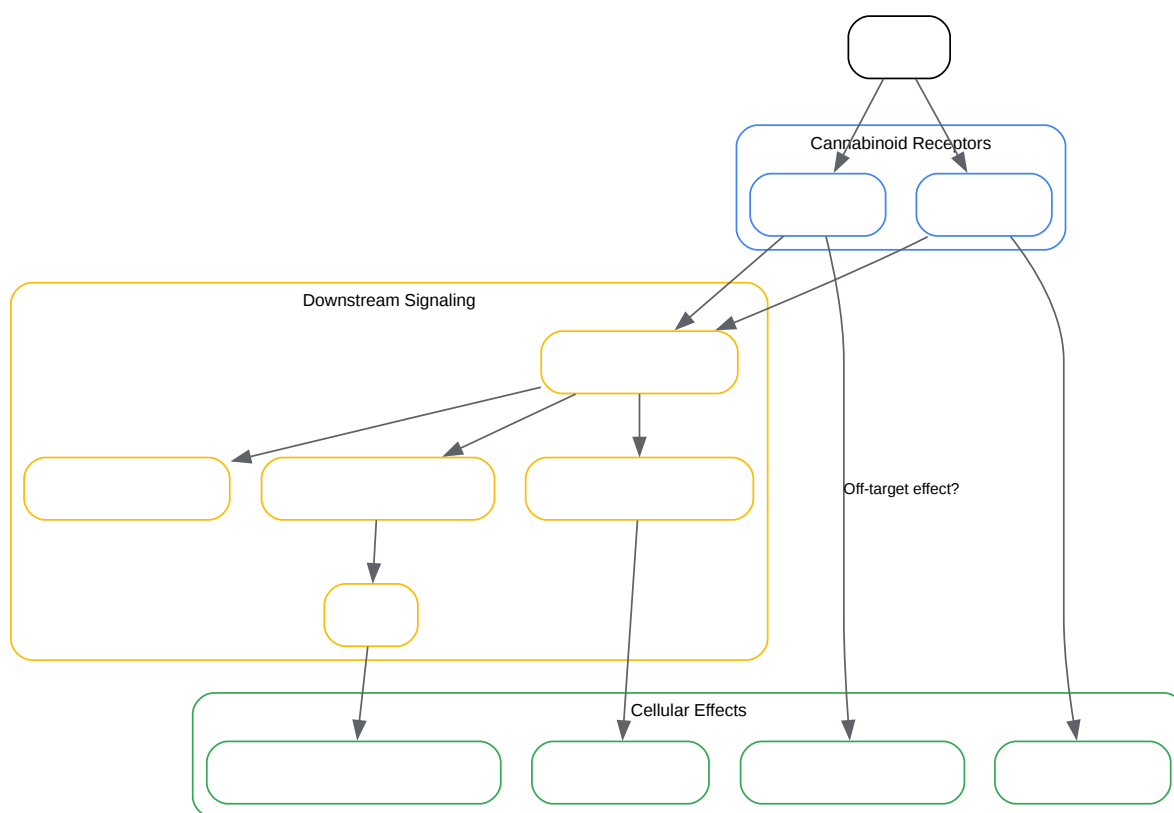 Cannabinoid Receptors
Downstream Signaling
Off-target effect?
Cellular Effects